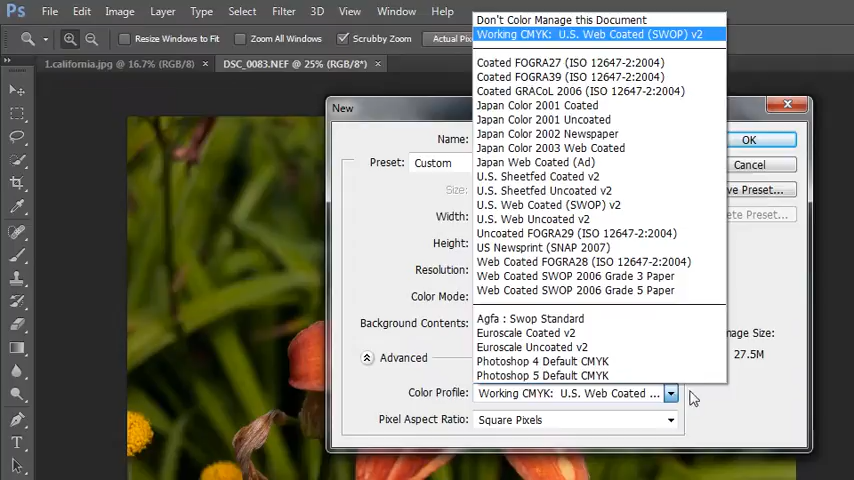 File Edit Image Layer Type Select Filter 3D View Window Help
Resize Windows to Fit Zoom All Windows Scrubby Zoom Actual Pix
1.california.jpg @ 16.7% (RGB/8) × DSC_0083.NEF @ 25% (RGB/8*) ×
New
Name:
Preset: Custom
Size:
Width:
Height:
Resolution:
Color Mode:
Background Contents:
Advanced
Color Profile: Working CMYK: U.S. Web Coated ...
Pixel Aspect Ratio: Square Pixels
Don't Color Manage this Document
Working CMYK: U.S. Web Coated (SWOP) v2
Coated FOGRA27 (ISO 12647-2:2004)
Coated FOGRA39 (ISO 12647-2:2004)
Coated GRACoL 2006 (ISO 12647-2:2004)
Japan Color 2001 Coated
Japan Color 2001 Uncoated
Japan Color 2002 Newspaper
Japan Color 2003 Web Coated
Japan Web Coated (Ad)
U.S. Sheetfed Coated v2
U.S. Sheetfed Uncoated v2
U.S. Web Coated (SWOP) v2
U.S. Web Uncoated v2
Uncoated FOGRA29 (ISO 12647-2:2004)
US Newsprint (SNAP 2007)
Web Coated FOGRA28 (ISO 12647-2:2004)
Web Coated SWOP 2006 Grade 3 Paper
Web Coated SWOP 2006 Grade 5 Paper
Agfa : Swop Standard
Euroscale Coated v2
Euroscale Uncoated v2
Photoshop 4 Default CMYK
Photoshop 5 Default CMYK
OK
Cancel
ve Preset...
lete Preset...
mage Size:
27.5M